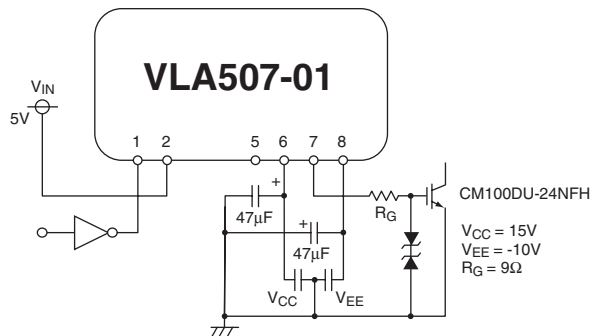 VLA507-01
VIN
5V
1 2 5 6 7 8
+
47µF
+
47µF
RG
VCC VEE
CM100DU-24NFH
VCC = 15V
VEE = -10V
RG = 9Ω